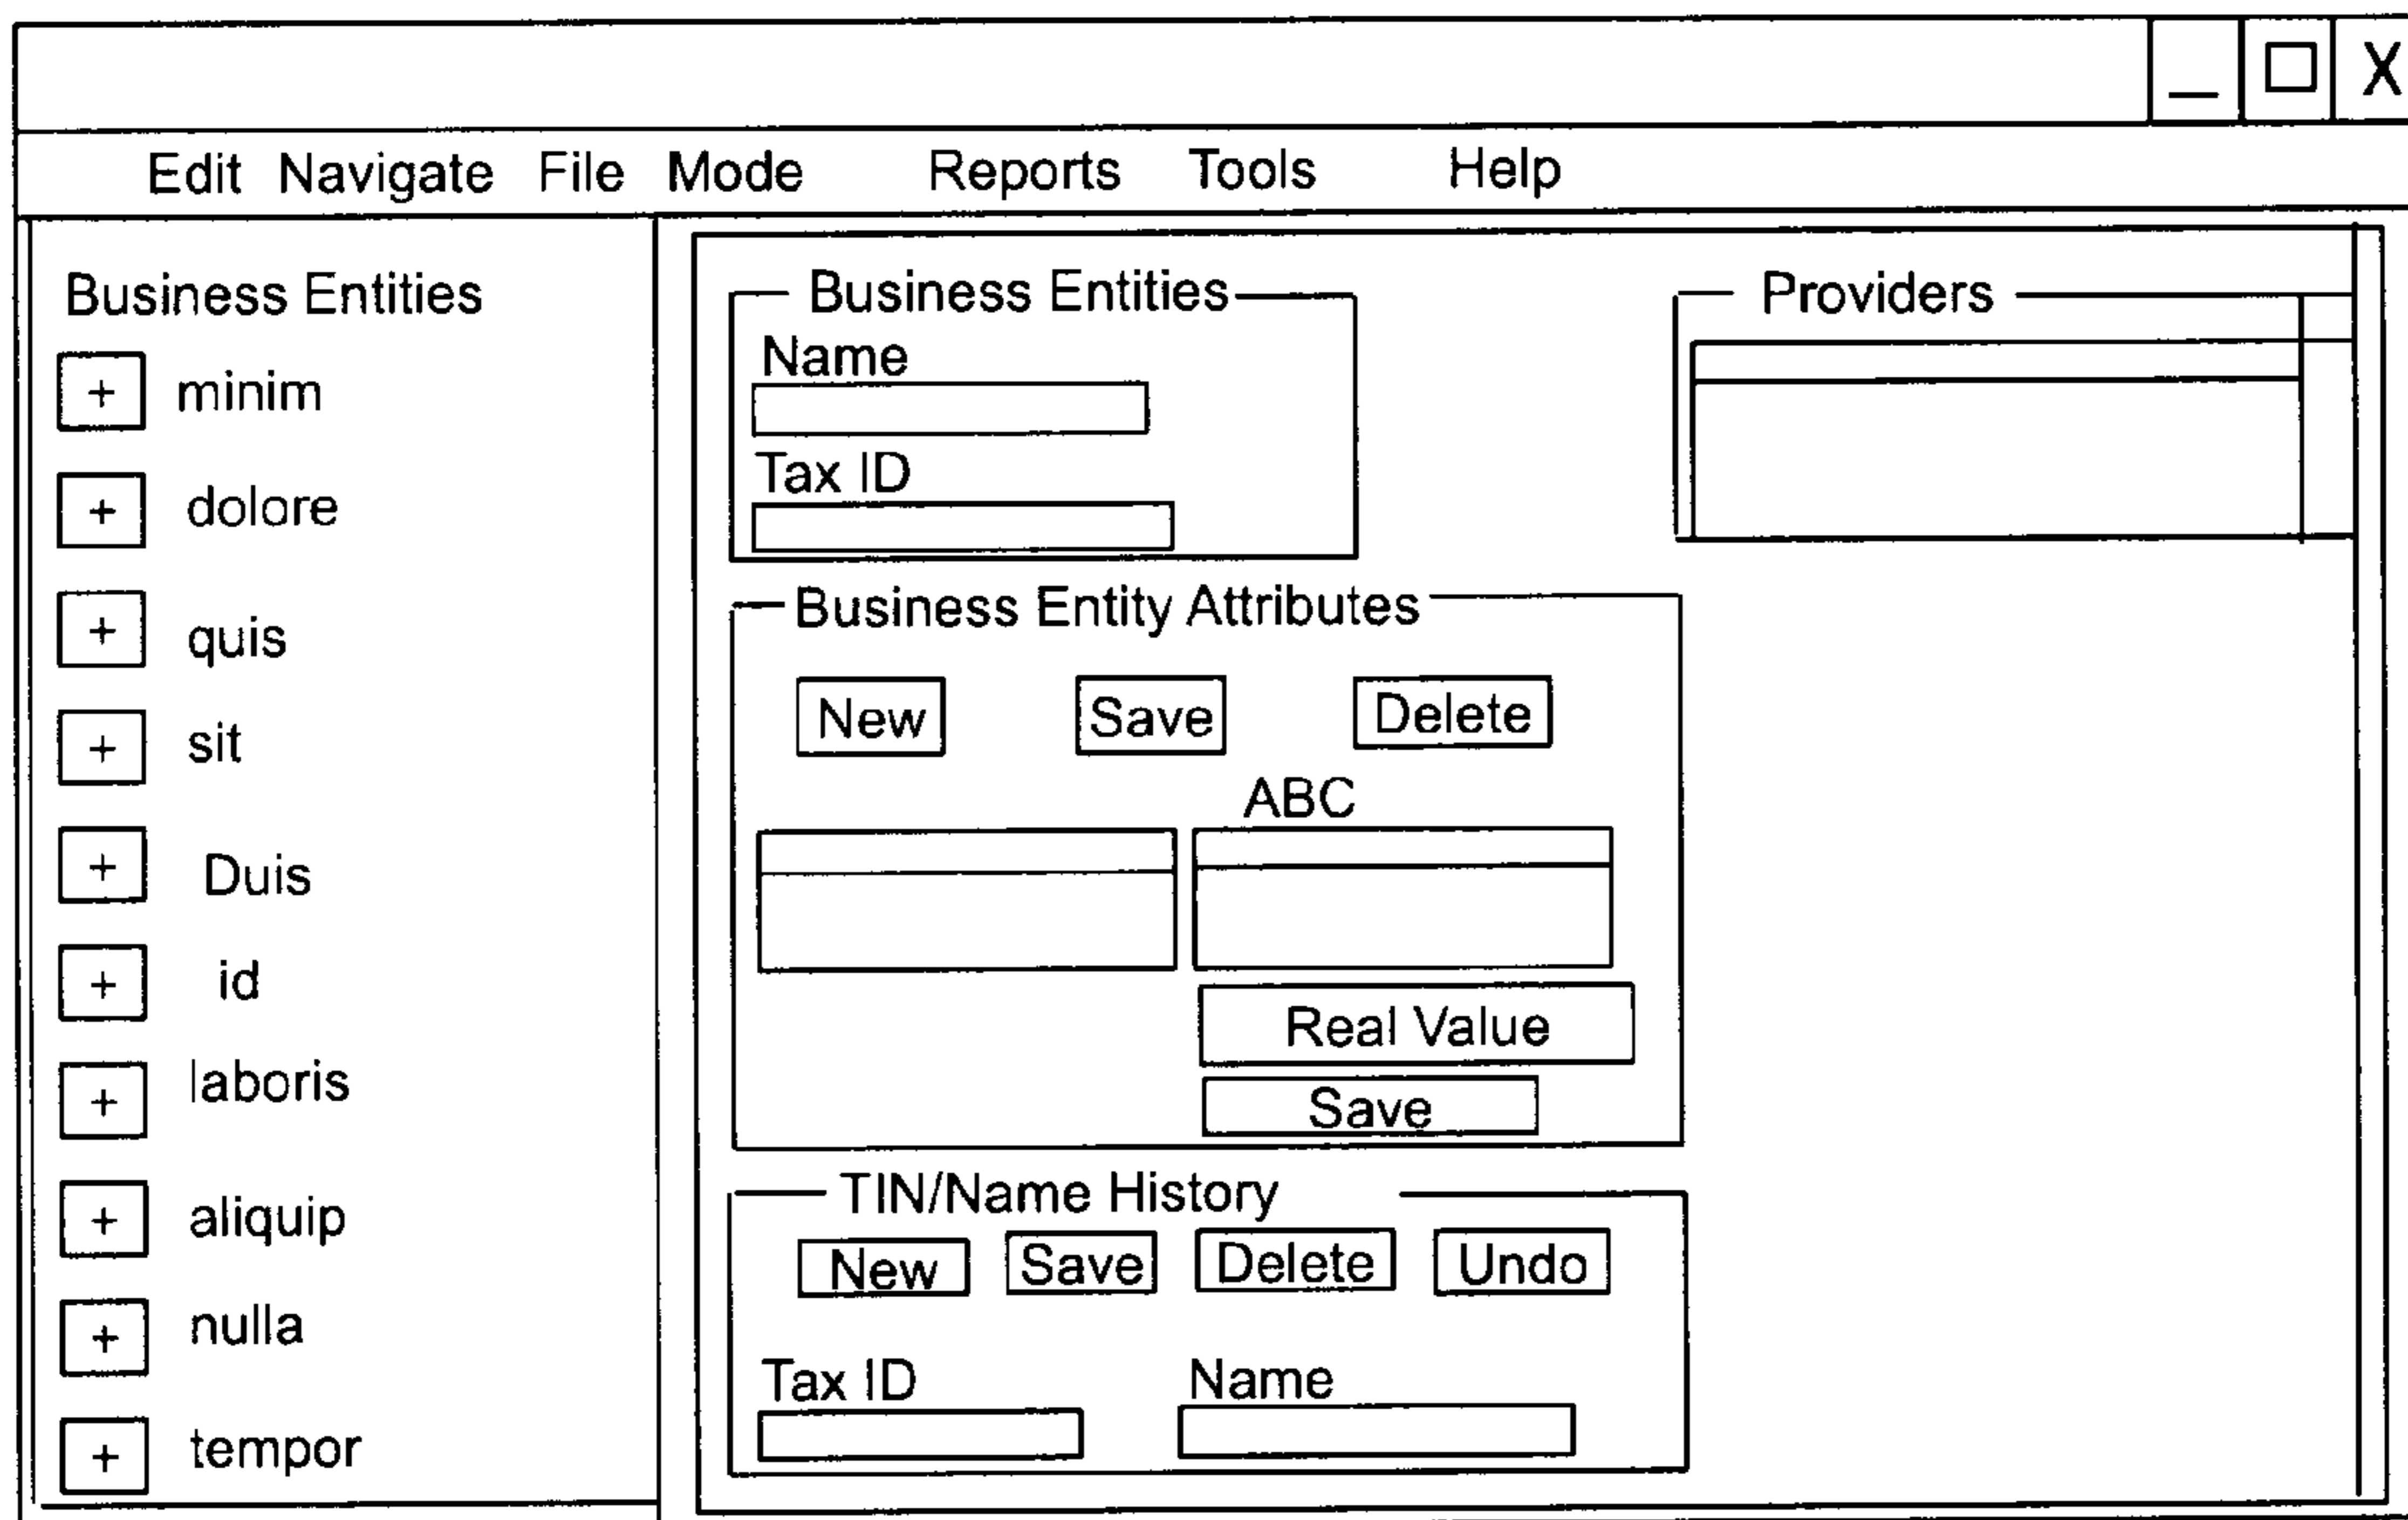 X
Edit Navigate File Mode Reports Tools Help
Business Entities
+ minim
+ dolore
+ quis
+ sit
+ Duis
+ id
+ laboris
+ aliquip
+ nulla
+ tempor
Business Entities
Name
Tax ID
Providers
Business Entity Attributes
New Save Delete
ABC
Real Value
Save
TIN/Name History
New Save Delete Undo
Tax ID Name